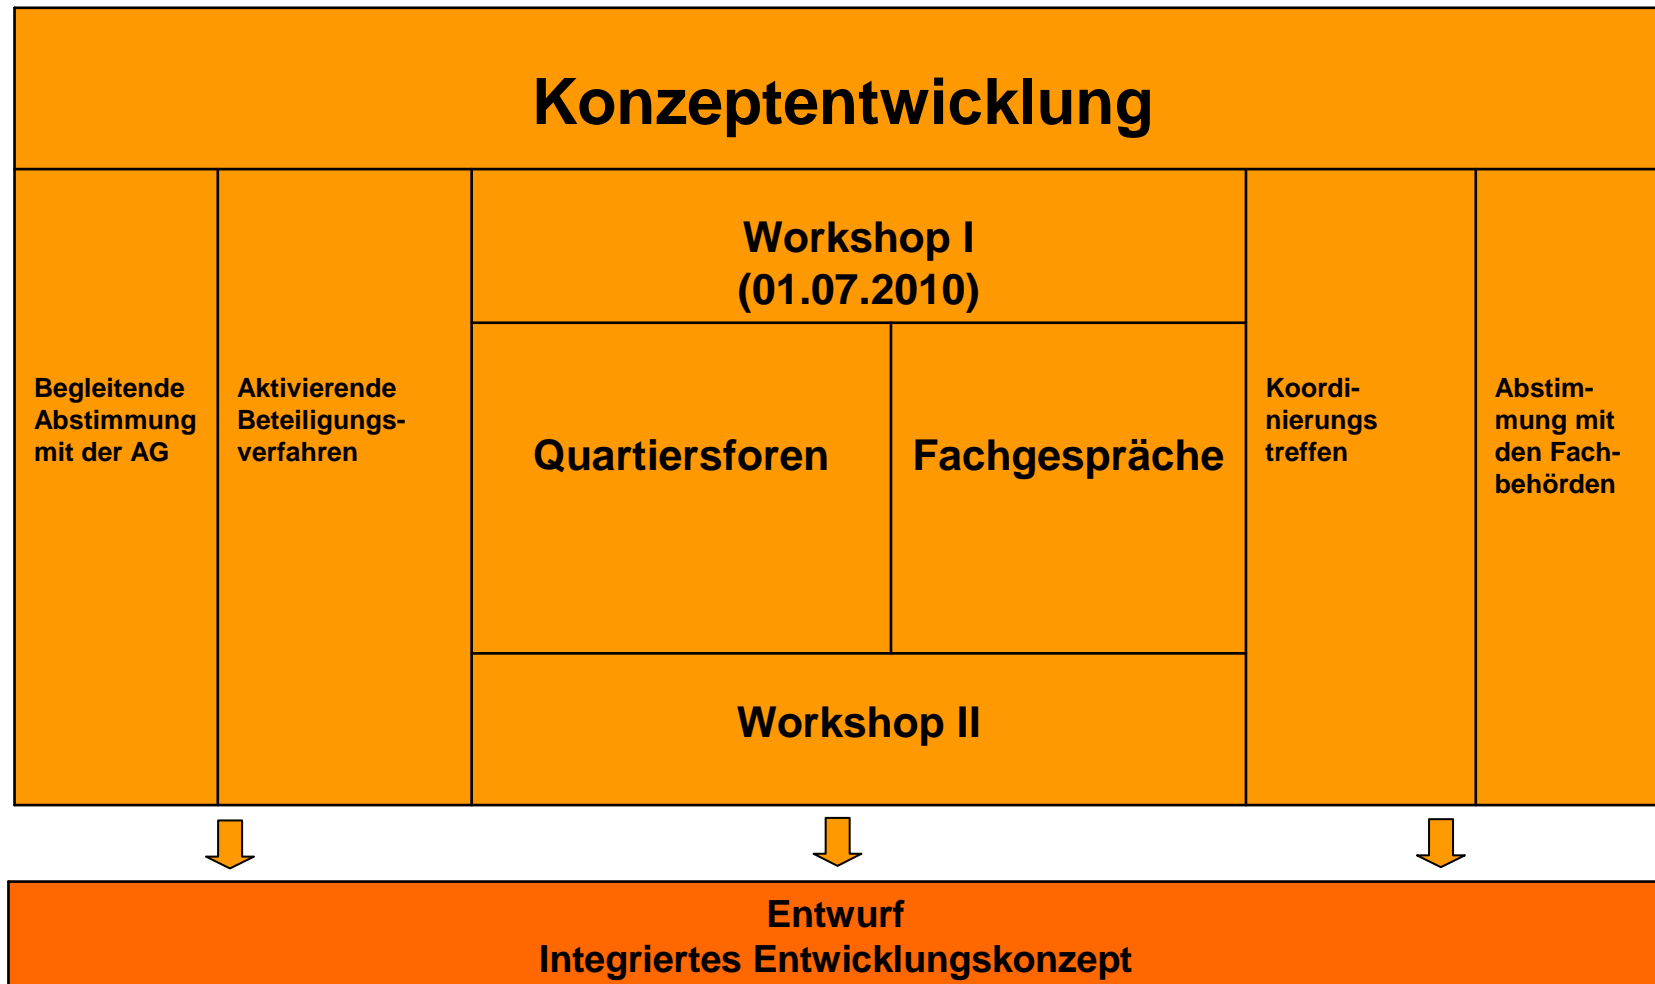 Konzeptentwicklung
Begleitende
Abstimmung
mit der AG
Aktivierende
Beteiligungs-
verfahren
Workshop I
(01.07.2010)
Quartiersforen
Fachgespräche
Workshop II
Koordi-
nierungs
treffen
Abstim-
mung mit
den Fach-
behörden
Entwurf
Integriertes Entwicklungskonzept